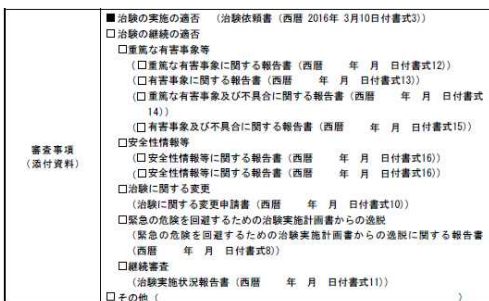 ■治験の実施の適否 (治験依頼書(西暦 2016年 3月10日付書式3))
□治験の継続の適否
□重篤な有害事象等
(□重篤な有害事象に関する報告書(西暦 年 月 日付書式12))
(□有害事象に関する報告書(西暦 年 月 日付書式13))
(□重篤な有害事象及び不具合に関する報告書(西暦 年 月 日付書式
14))
(□有害事象及び不具合に関する報告書(西暦 年 月 日付書式15))
□安全性情報等
(□安全性情報等に関する報告書(西暦 年 月 日付書式16))
(□安全性情報等に関する報告書(西暦 年 月 日付書式16))
審査事項
(添付資料)
□治験に関する変更
(治験に関する変更申請書(西暦 年 月 日付書式10))
□緊急の危険を回避するための治験実施計画書からの逸脱
(緊急の危険を回避するための治験実施計画書からの逸脱に関する報告書
(西暦 年 月 日付書式8))
□継続審査
(治験実施状況報告書(西暦 年 月 日付書式11))
□その他( )